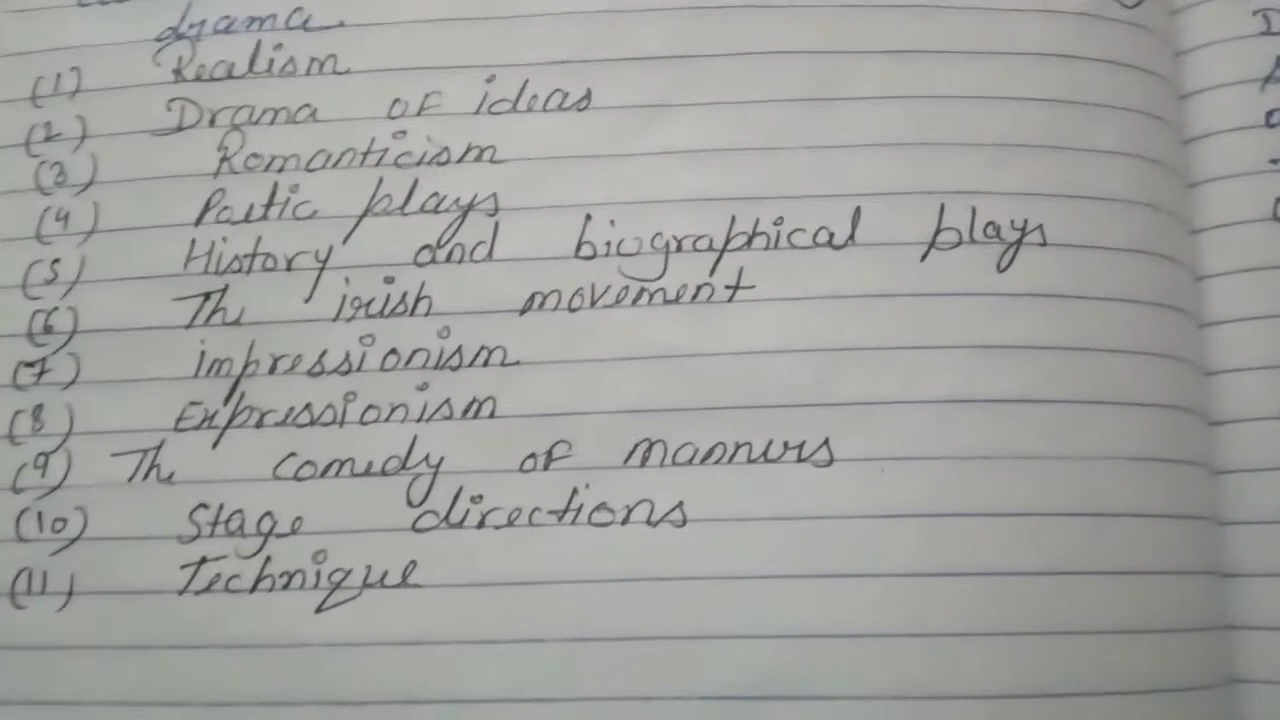 drama.
(1) Realism
(2) Drama of ideas
(3) Romanticism
(4) Poetic plays
(5) History and biographical plays
(6) The irish movement
(7) impressionism
(8) Expressionism
(9) The comedy of manners
(10) Stage directions
(11) Technique